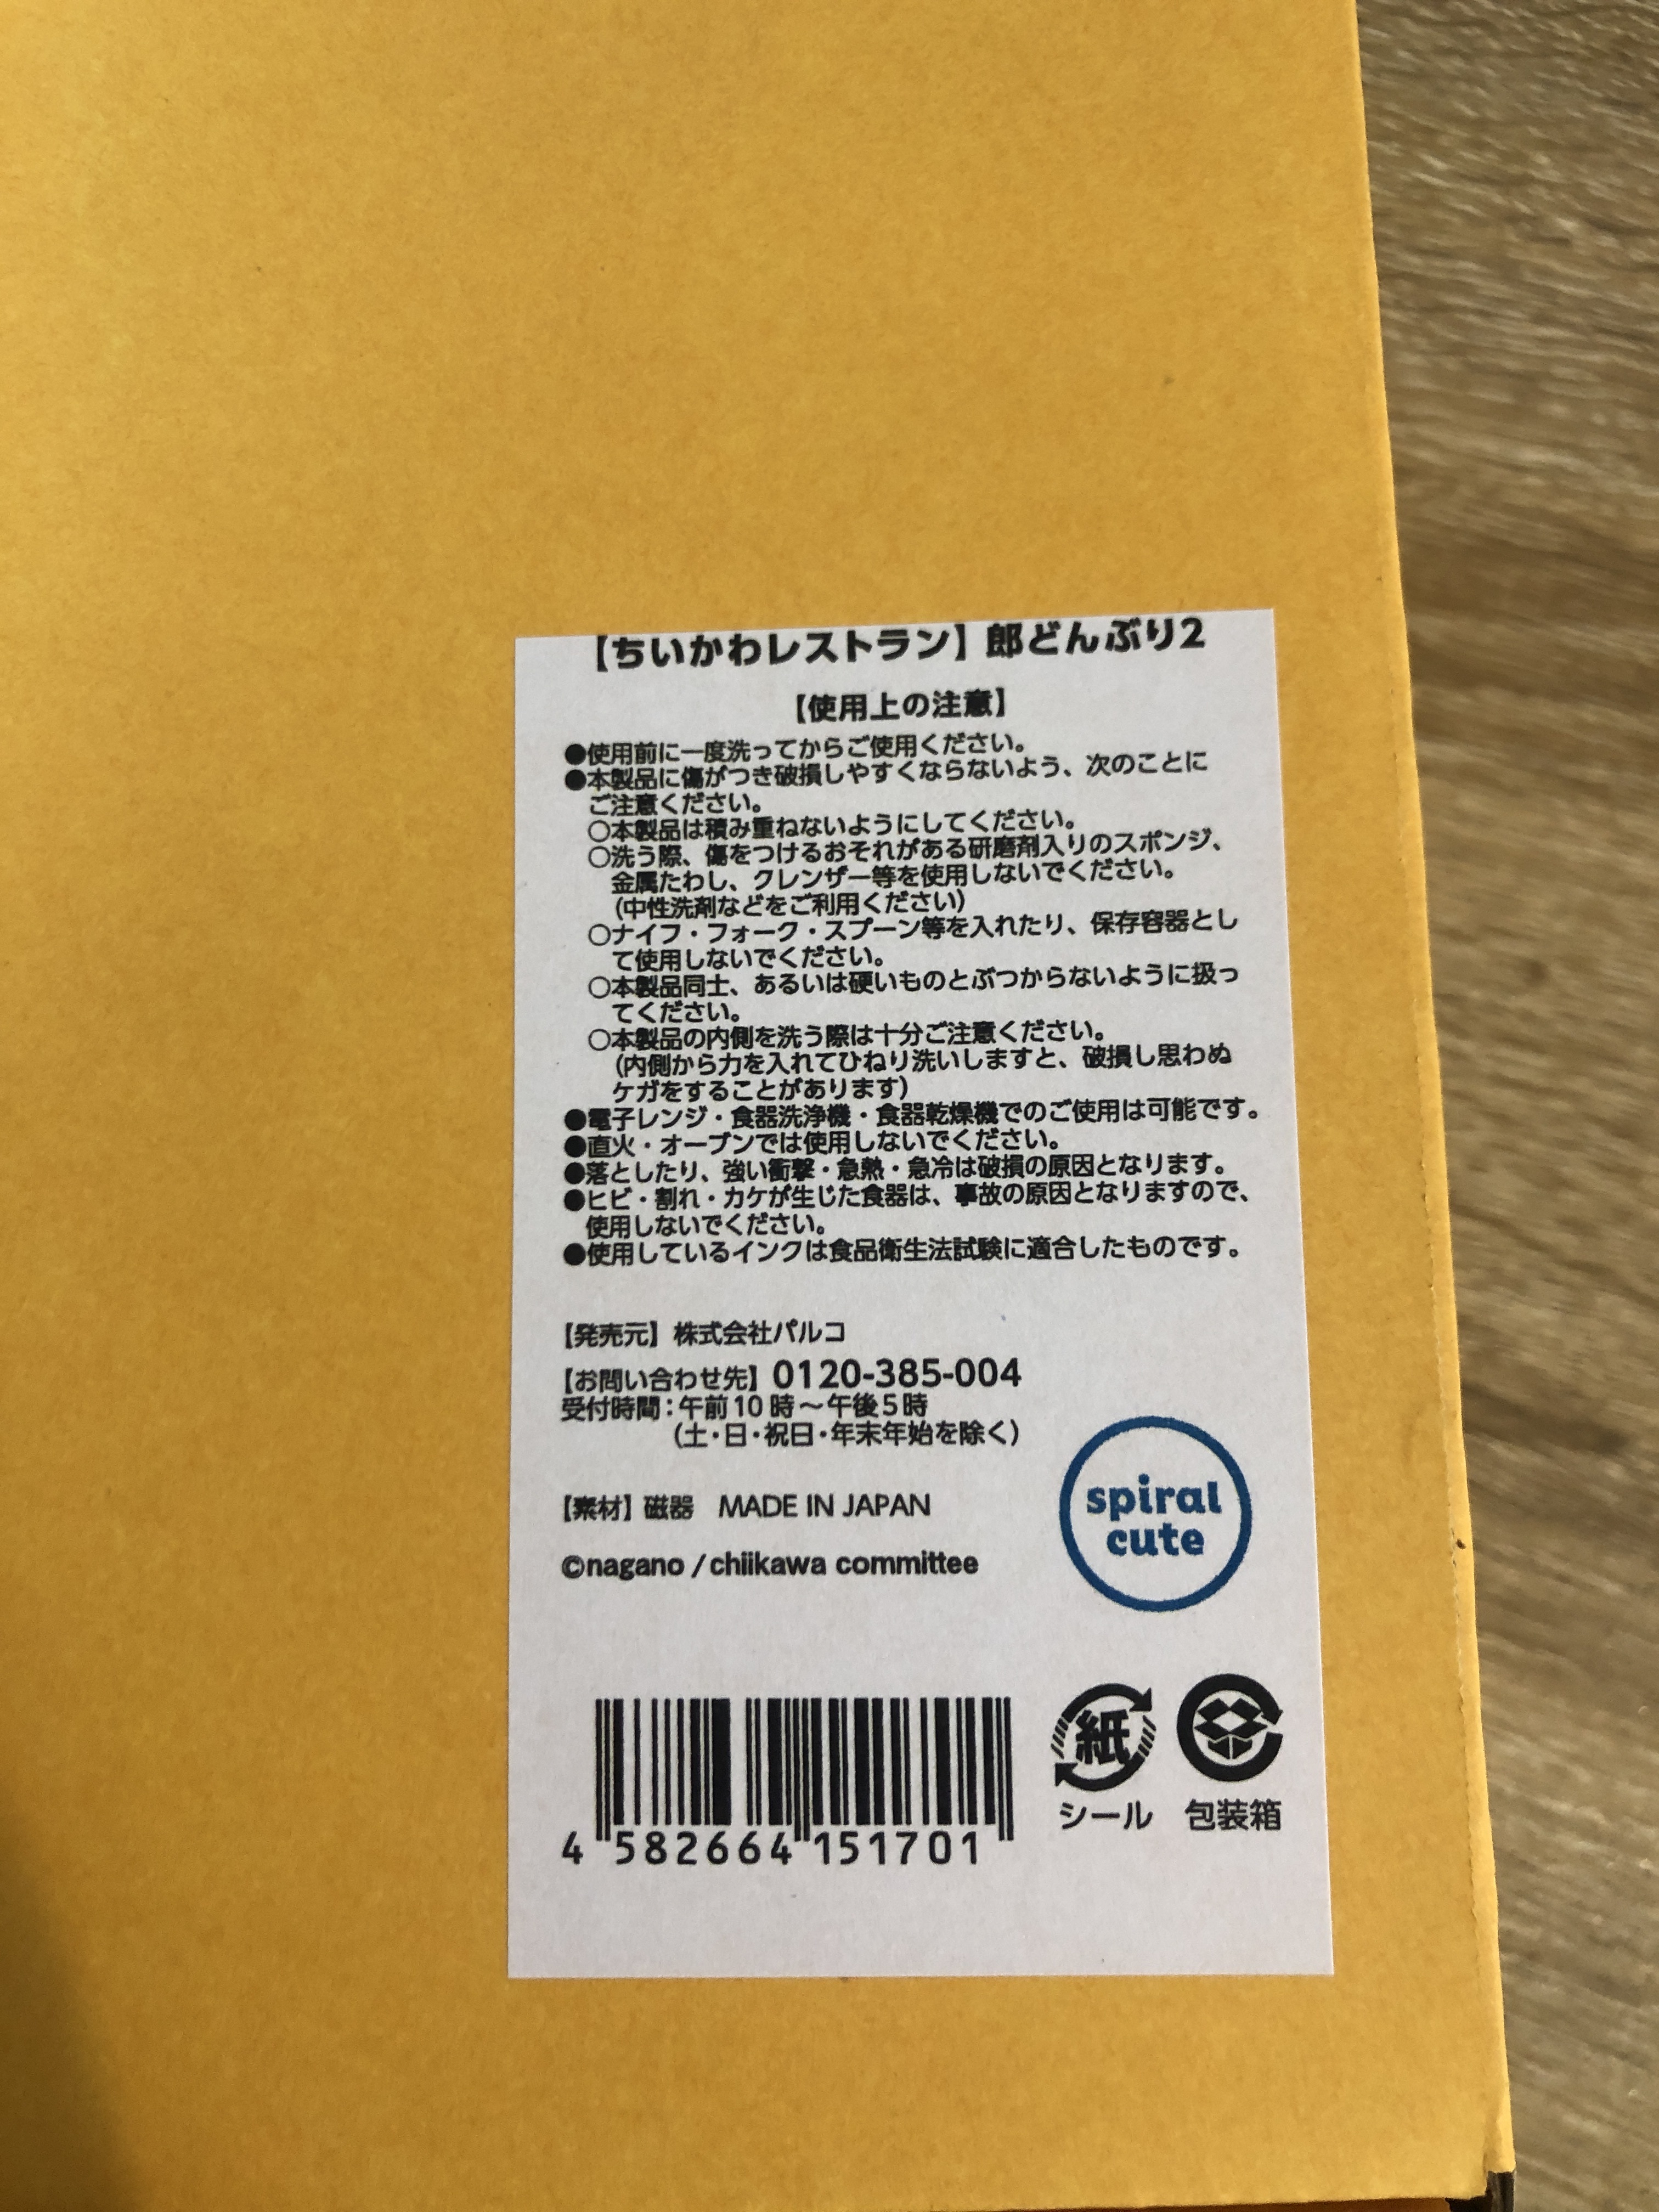 【ちいかわレストラン】郎どんぶり2
【使用上の注意】
●使用前に一度洗ってからご使用ください。
●本製品に傷がつき破損しやすくならないよう、次のことに
ご注意ください。
○本製品は積み重ねないようにしてください。
○洗う際、傷をつけるおそれがある研磨剤入りのスポンジ、
金属たわし、クレンザー等を使用しないでください。
(中性洗剤などをご利用ください)
○ナイフ・フォーク・スプーン等を入れたり、保存容器とし
て使用しないでください。
○本製品同士、あるいは硬いものとぶつからないように扱っ
てください。
○本製品の内側を洗う際は十分ご注意ください。
(内側から力を入れてひねり洗いしますと、破損し思わぬ
ケガをすることがあります)
●電子レンジ・食器洗浄機・食器乾燥機でのご使用は可能です。
●直火・オーブンでは使用しないでください。
●落としたり、強い衝撃・急熱・急冷は破損の原因となります。
●ヒビ・割れ・カケが生じた食器は、事故の原因となりますので、
使用しないでください。
●使用しているインクは食品衛生法試験に適合したものです。
【発売元】株式会社パルコ
【お問い合わせ先】0120-385-004
受付時間：午前10時～午後5時
(土・日・祝日・年末年始を除く)
【素材】磁器　MADE IN JAPAN
©nagano / chiikawa committee
spiral
cute
紙
シール 包装箱
4 582664 151701